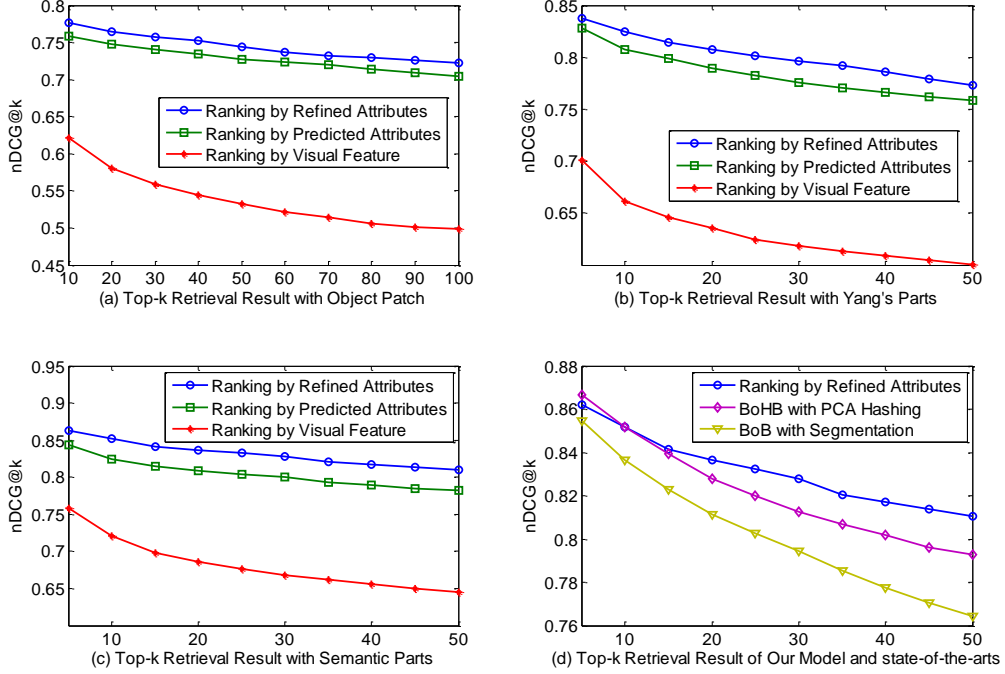 0.8
0.75
0.7
0.65
0.6
0.55
0.5
0.45
nDCG@k
Ranking by Refined Attributes
Ranking by Predicted Attributes
Ranking by Visual Feature
10 20 30 40 50 60 70 80 90 100
(a) Top-k Retrieval Result with Object Patch
0.85
0.8
0.75
0.7
0.65
nDCG@k
Ranking by Refined Attributes
Ranking by Predicted Attributes
Ranking by Visual Feature
10 20 30 40 50
(b) Top-k Retrieval Result with Yang's Parts
0.95
0.9
0.85
0.8
0.75
0.7
0.65
nDCG@k
Ranking by Refined Attributes
Ranking by Predicted Attributes
Ranking by Visual Feature
10 20 30 40 50
(c) Top-k Retrieval Result with Semantic Parts
0.88
0.86
0.84
0.82
0.8
0.78
0.76
nDCG@k
Ranking by Refined Attributes
BoHB with PCA Hashing
BoB with Segmentation
10 20 30 40 50
(d) Top-k Retrieval Result of Our Model and state-of-the-arts